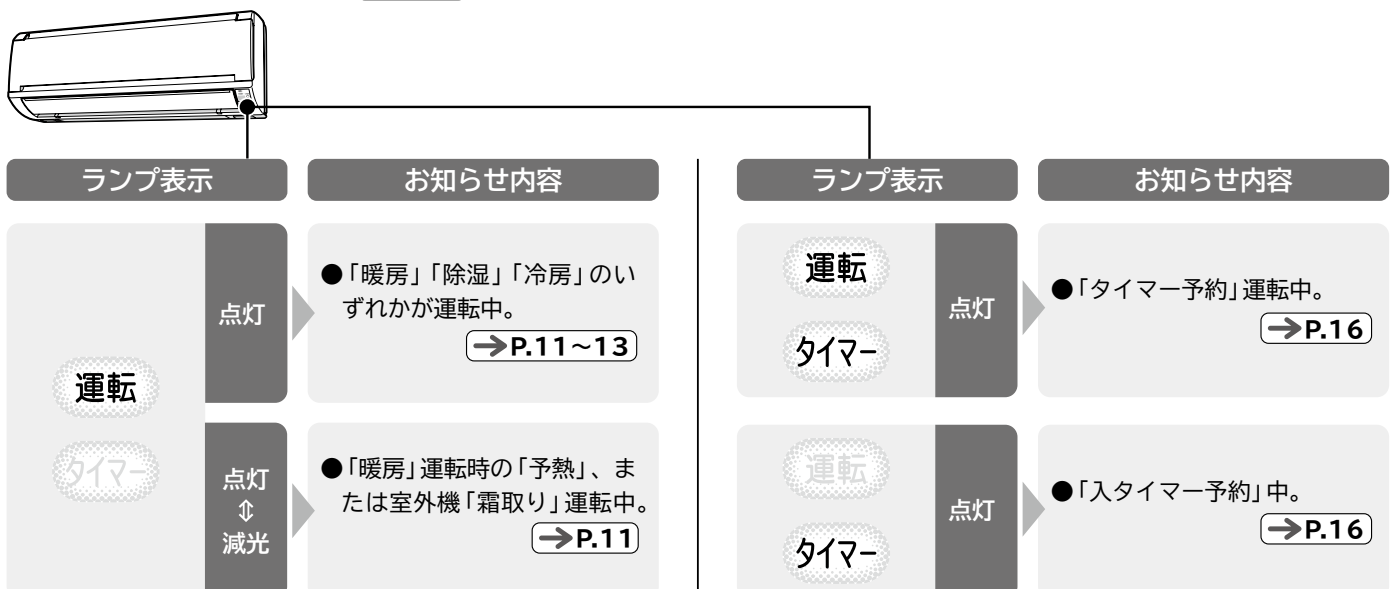 ランプ表示
お知らせ内容
運転
タイマー
点灯
●「暖房」「除湿」「冷房」のい
ずれかが運転中。
→P.11~13
点灯
⇕
減光
●「暖房」運転時の「予熱」、ま
たは室外機「霜取り」運転中。
→P.11
ランプ表示
お知らせ内容
運転
タイマー
点灯
●「タイマー予約」運転中。
→P.16
運転
タイマー
点灯
●「入タイマー予約」中。
→P.16